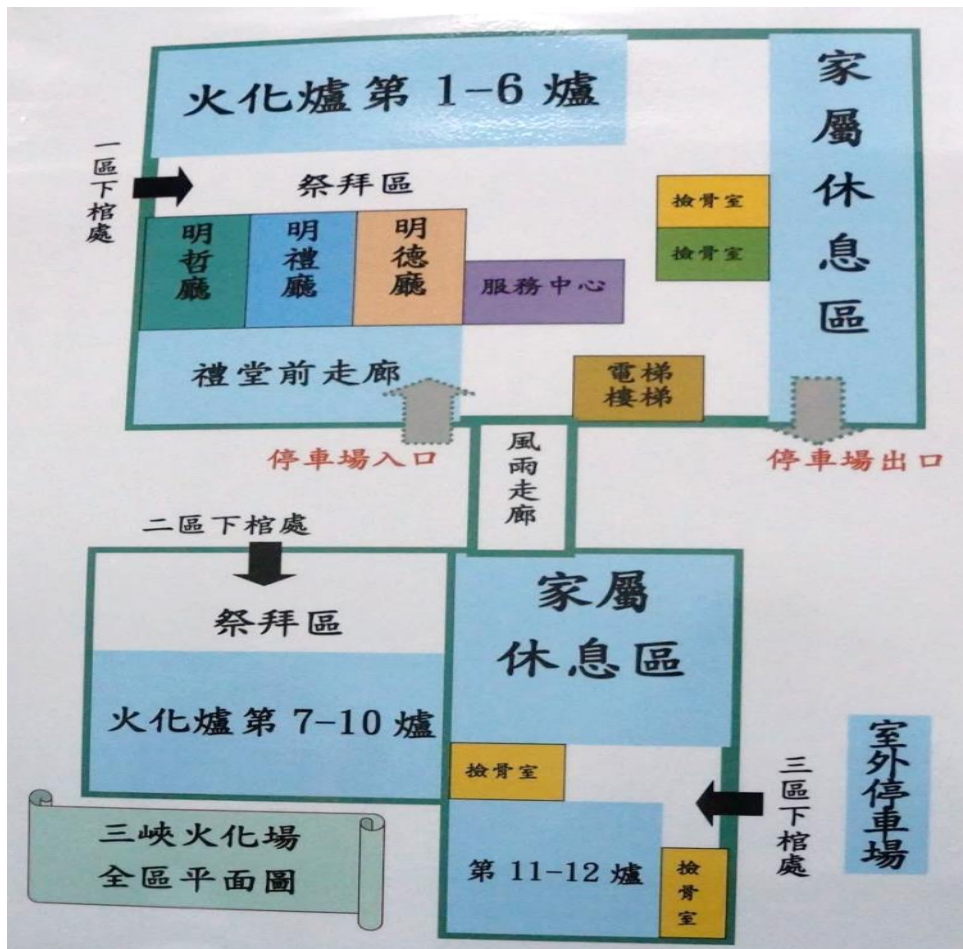 火化爐第 1-6 爐
家屬休息區
一區下棺處
祭拜區
撿骨室
撿骨室
明哲廳
明禮廳
明德廳
服務中心
禮堂前走廊
電梯
樓梯
停車場入口
風雨走廊
停車場出口
二區下棺處
祭拜區
家屬
休息區
火化爐第 7-10 爐
撿骨室
三區下棺處
室外停車場
三峽火化場
全區平面圖
第 11-12 爐
撿骨室